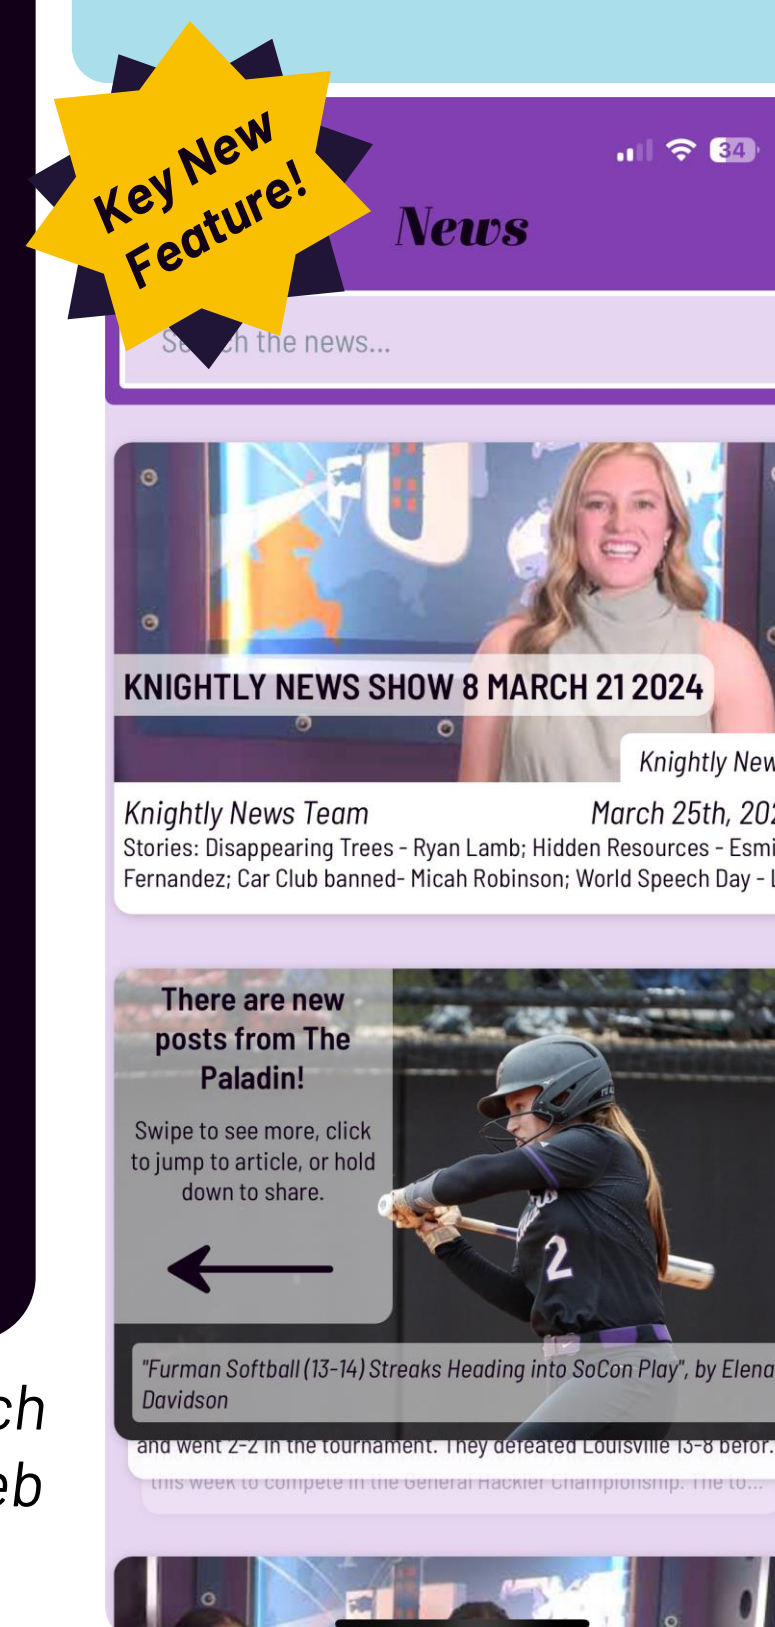 Key New
Feature!
34
News
Search the news...
FU
KNIGHTLY NEWS SHOW 8 MARCH 21 2024
Knightly New
Knightly News Team
March 25th, 202
Stories: Disappearing Trees - Ryan Lamb; Hidden Resources - Esmi
Fernandez; Car Club banned- Micah Robinson; World Speech Day - L
There are new
posts from The
Paladin!
Swipe to see more, click
to jump to article, or hold
down to share.
2
"Furman Softball (13-14) Streaks Heading into SoCon Play", by Elena
Davidson
and went 2-2 in the tournament. They defeated Louisville 13-8 befor.
this week to compete in the General Hackler Championship. The to...
ch
eb